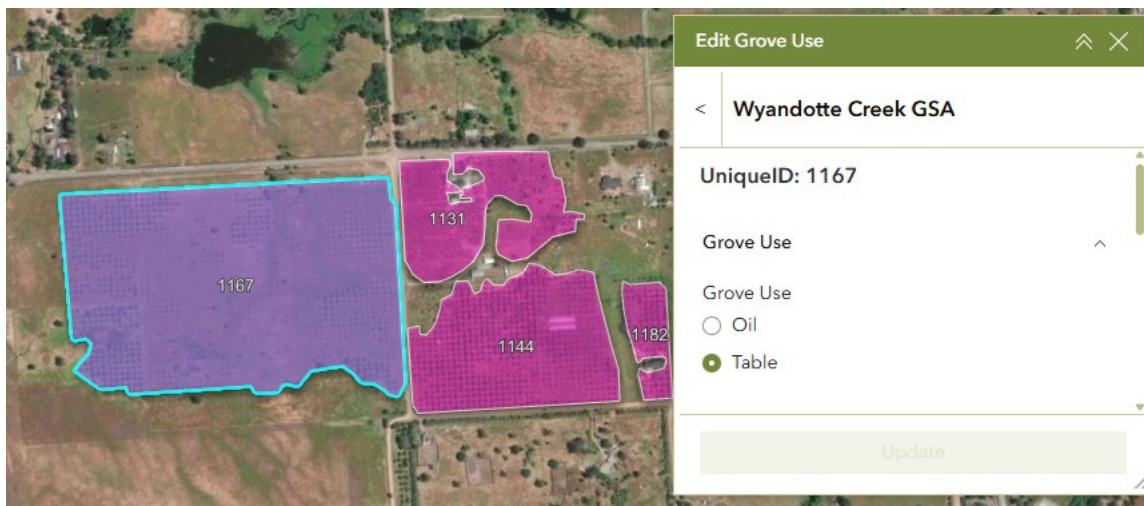 Edit Grove Use
< Wyandotte Creek GSA
UniqueID: 1167
Grove Use
Grove Use
Oil
Table
Update
1131
1167
1144
1182